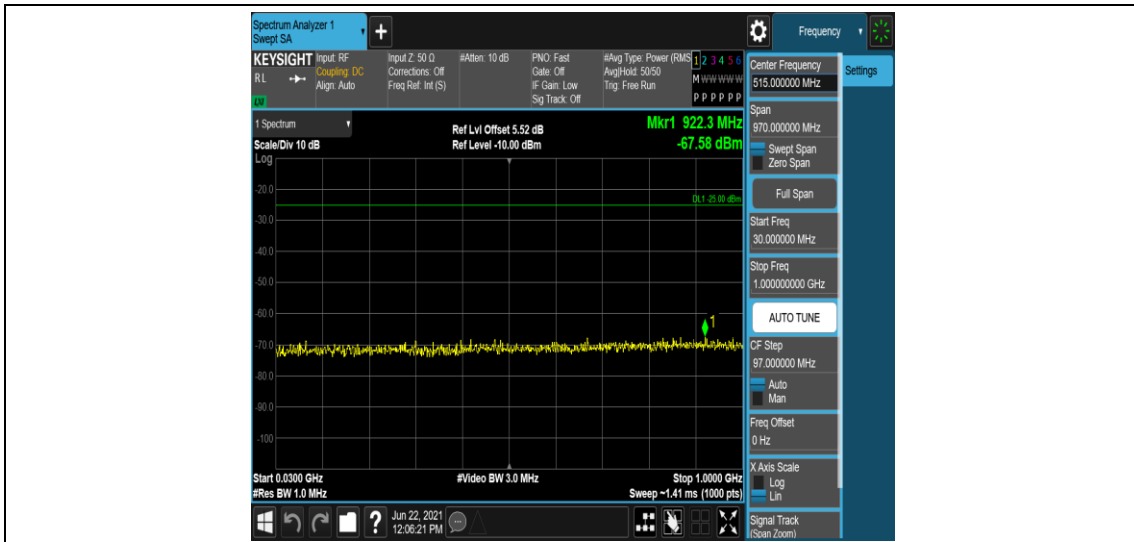 Spectrum Analyzer 1
Swept SA
Frequency
KEYSIGHT
RL
LXI
Input: RF
Coupling: DC
Align: Auto
Input Z: 50 Ω
Corrections: Off
Freq Ref: Int (S)
#Atten: 10 dB
PNO: Fast
Gate: Off
IF Gain: Low
Sig Track: Off
#Avg Type: Power (RMS
Avg|Hold: 50/50
Trig: Free Run
1 2 3 4 5 6
M W W W W W
P P P P P P
1 Spectrum
Scale/Div 10 dB
Log
Ref Lvl Offset 5.52 dB
Ref Level -10.00 dBm
Mkr1 922.3 MHz
-67.58 dBm
DL1 -25.00 dBm
-20.0
-30.0
-40.0
-50.0
-60.0
-70.0
-80.0
-90.0
-100
1
Start 0.0300 GHz
#Res BW 1.0 MHz
#Video BW 3.0 MHz
Stop 1.0000 GHz
Sweep ~1.41 ms (1000 pts)
?
Jun 22, 2021
12:06:21 PM
Center Frequency
515.000000 MHz
Settings
Span
970.000000 MHz
Swept Span
Zero Span
Full Span
Start Freq
30.000000 MHz
Stop Freq
1.000000000 GHz
AUTO TUNE
CF Step
97.000000 MHz
Auto
Man
Freq Offset
0 Hz
X Axis Scale
Log
Lin
Signal Track
(Span Zoom)